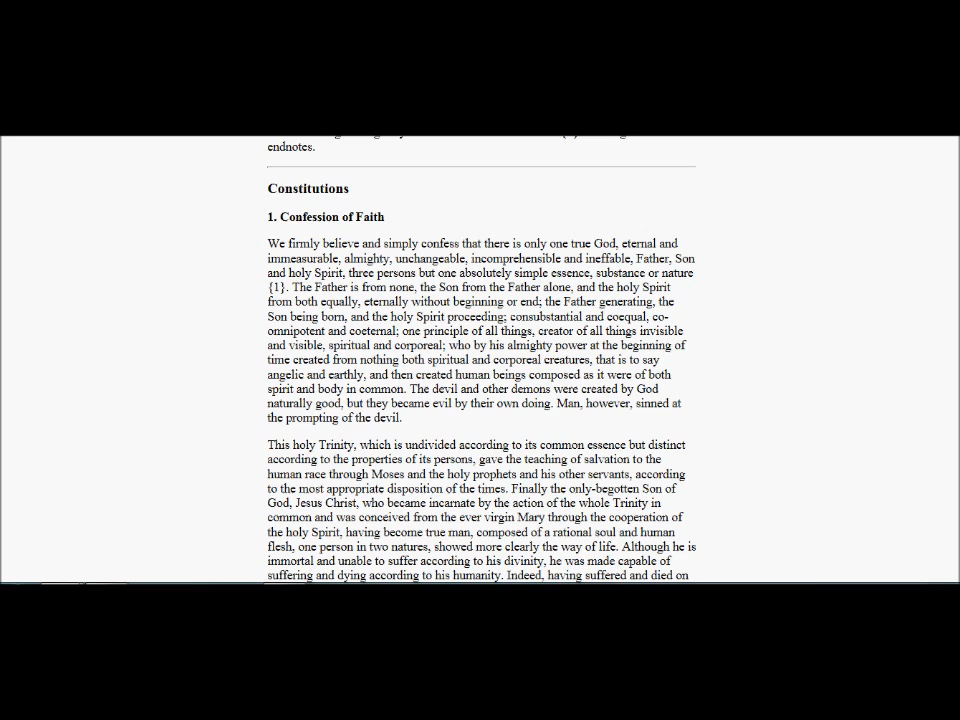 endnotes.
Constitutions
1. Confession of Faith
We firmly believe and simply confess that there is only one true God, eternal and
immeasurable, almighty, unchangeable, incomprehensible and ineffable, Father, Son
and holy Spirit, three persons but one absolutely simple essence, substance or nature
{1}. The Father is from none, the Son from the Father alone, and the holy Spirit
from both equally, eternally without beginning or end; the Father generating, the
Son being born, and the holy Spirit proceeding; consubstantial and coequal, co-
omnipotent and coeternal; one principle of all things, creator of all things invisible
and visible, spiritual and corporeal; who by his almighty power at the beginning of
time created from nothing both spiritual and corporeal creatures, that is to say
angelic and earthly, and then created human beings composed as it were of both
spirit and body in common. The devil and other demons were created by God
naturally good, but they became evil by their own doing. Man, however, sinned at
the prompting of the devil.
This holy Trinity, which is undivided according to its common essence but distinct
according to the properties of its persons, gave the teaching of salvation to the
human race through Moses and the holy prophets and his other servants, according
to the most appropriate disposition of the times. Finally the only-begotten Son of
God, Jesus Christ, who became incarnate by the action of the whole Trinity in
common and was conceived from the ever virgin Mary through the cooperation of
the holy Spirit, having become true man, composed of a rational soul and human
flesh, one person in two natures, showed more clearly the way of life. Although he is
immortal and unable to suffer according to his divinity, he was made capable of
suffering and dying according to his humanity. Indeed, having suffered and died on